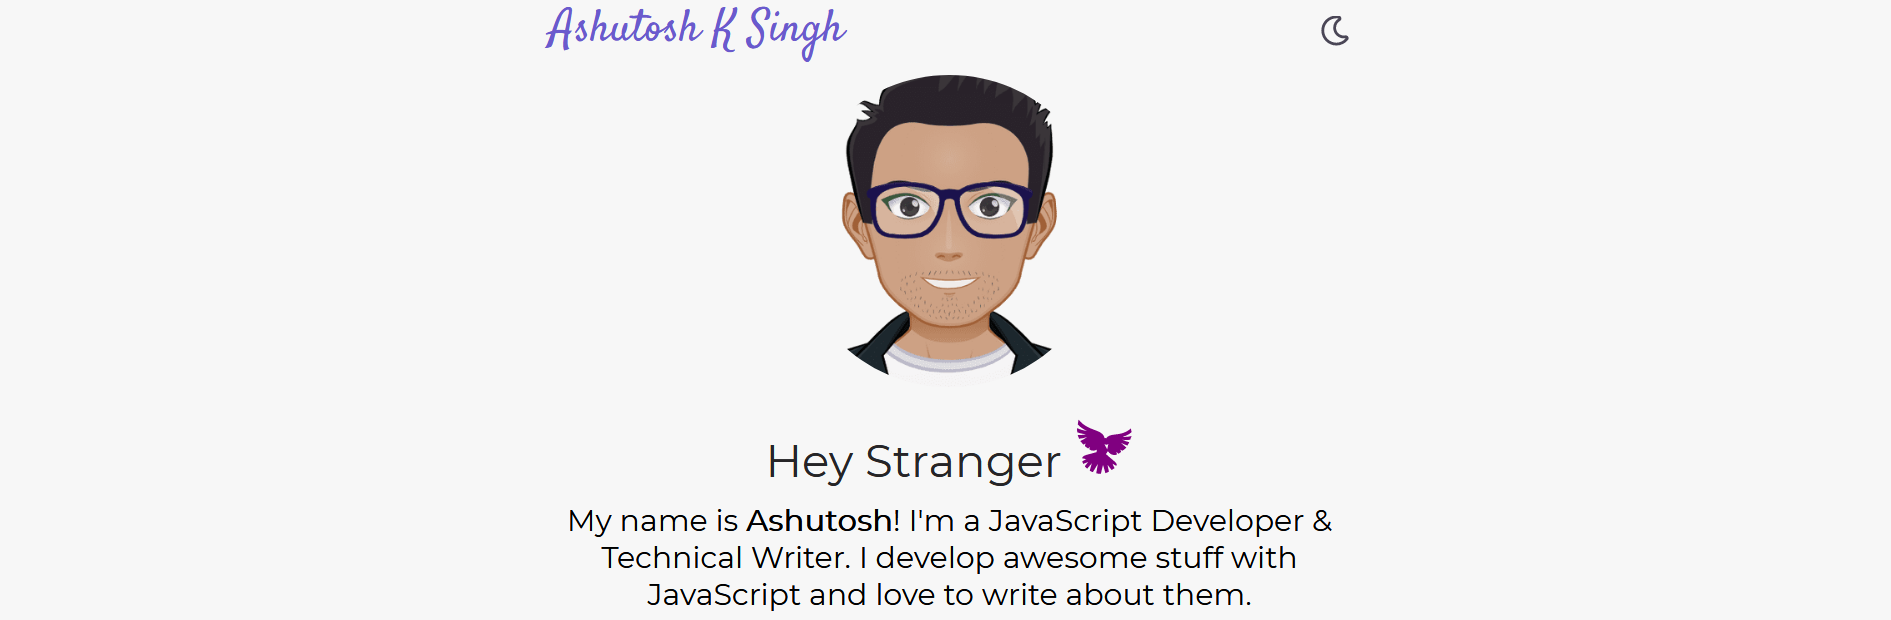 Ashutosh K Singh
Hey Stranger
My name is Ashutosh! I'm a JavaScript Developer &
Technical Writer. I develop awesome stuff with
JavaScript and love to write about them.